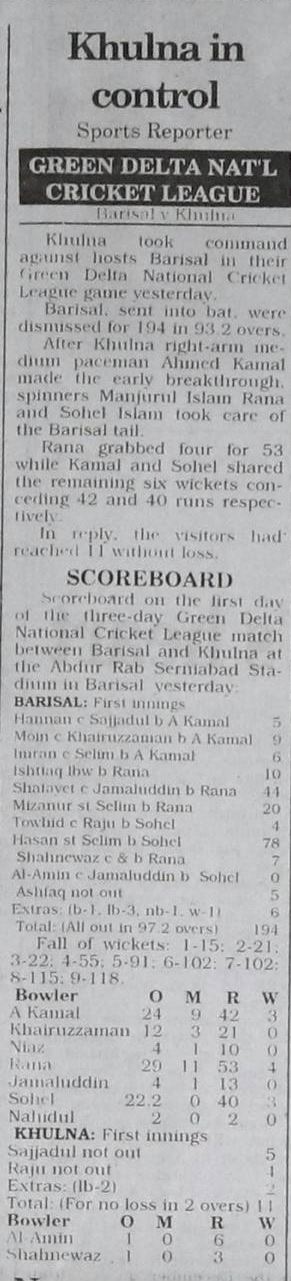 Khulna in
control
Sports Reporter
GREEN DELTA NAT'L
CRICKET LEAGUE
Barisal v Khulna
Khulna took command
against hosts Barisal in their
Green Delta National Cricket
League game yesterday.
Barisal, sent into bat, were
dismissed for 194 in 93.2 overs.
After Khulna right-arm me-
dium paceman Ahmed Kamal
made the early breakthrough,
spinners Manjurul Islam Rana
and Sohel Islam took care of
the Barisal tail.
Rana grabbed four for 53
while Kamal and Sohel shared
the remaining six wickets con-
ceding 42 and 40 runs respec-
tively.
In reply, the visitors had
reached 11 without loss.
SCOREBOARD
Scoreboard on the first day
of the three-day Green Delta
National Cricket League match
between Barisal and Khulna at
the Abdur Rab Serniabad Sta-
dium in Barisal yesterday.
BARISAL: First innings
Hannan c Sajjadul b A Kamal 5
Moin c Khairuzzaman b A Kamal 9
Imran c Selim b A Kamal 6
Ishtiaq lbw b Rana 10
Shalayet c Jamaluddin b Rana 44
Mizanur st Selim b Rana 20
Towhid c Raju b Sohel 4
Hasan st Selim b Sohel 78
Shahnewaz c & b Rana 7
Al-Amin c Jamaluddin b Sohel 0
Ashfaq not out 5
Extras: (b-1, lb-3, nb-1, w-1) 6
Total: (All out in 97.2 overs) 194
Fall of wickets: 1-15; 2-21;
3-22; 4-55; 5-91; 6-102; 7-102;
8-115; 9-118.
Bowler O M R W
A Kamal 24 9 42 3
Khairuzzaman 12 3 21 0
Niaz 4 1 10 0
Rana 29 11 53 4
Jamaluddin 4 1 13 0
Sohel 22.2 0 40 3
Nahidul 2 0 2 0
KHULNA: First innings
Sajjadul not out 5
Raju not out 4
Extras: (lb-2) 2
Total: (For no loss in 2 overs) 11
Bowler O M R W
Al-Amin 1 0 6 0
Shahnewaz 1 0 3 0